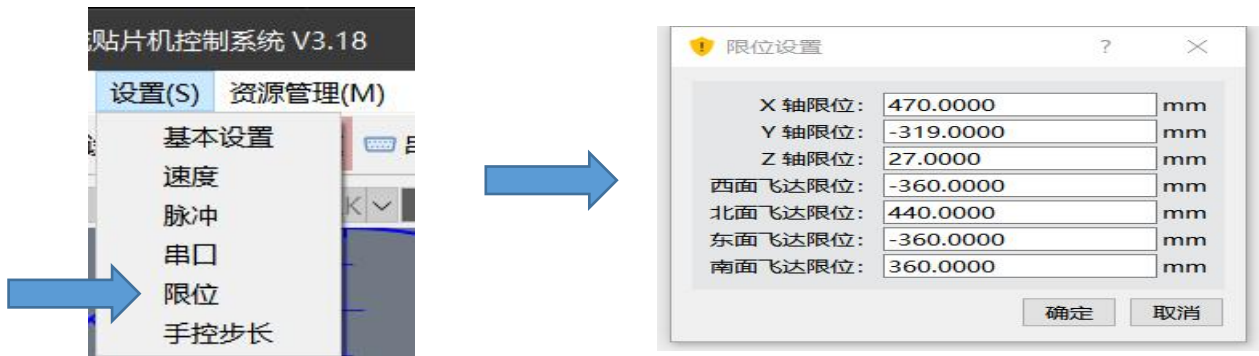 贴片机控制系统 V3.18
设置(S) 资源管理(M)
基本设置
速度
脉冲
串口
限位
手控步长
限位设置 ? ×
X 轴限位: 470.0000 mm
Y 轴限位: -319.0000 mm
Z 轴限位: 27.0000 mm
西面飞达限位: -360.0000 mm
北面飞达限位: 440.0000 mm
东面飞达限位: -360.0000 mm
南面飞达限位: 360.0000 mm
确定 取消